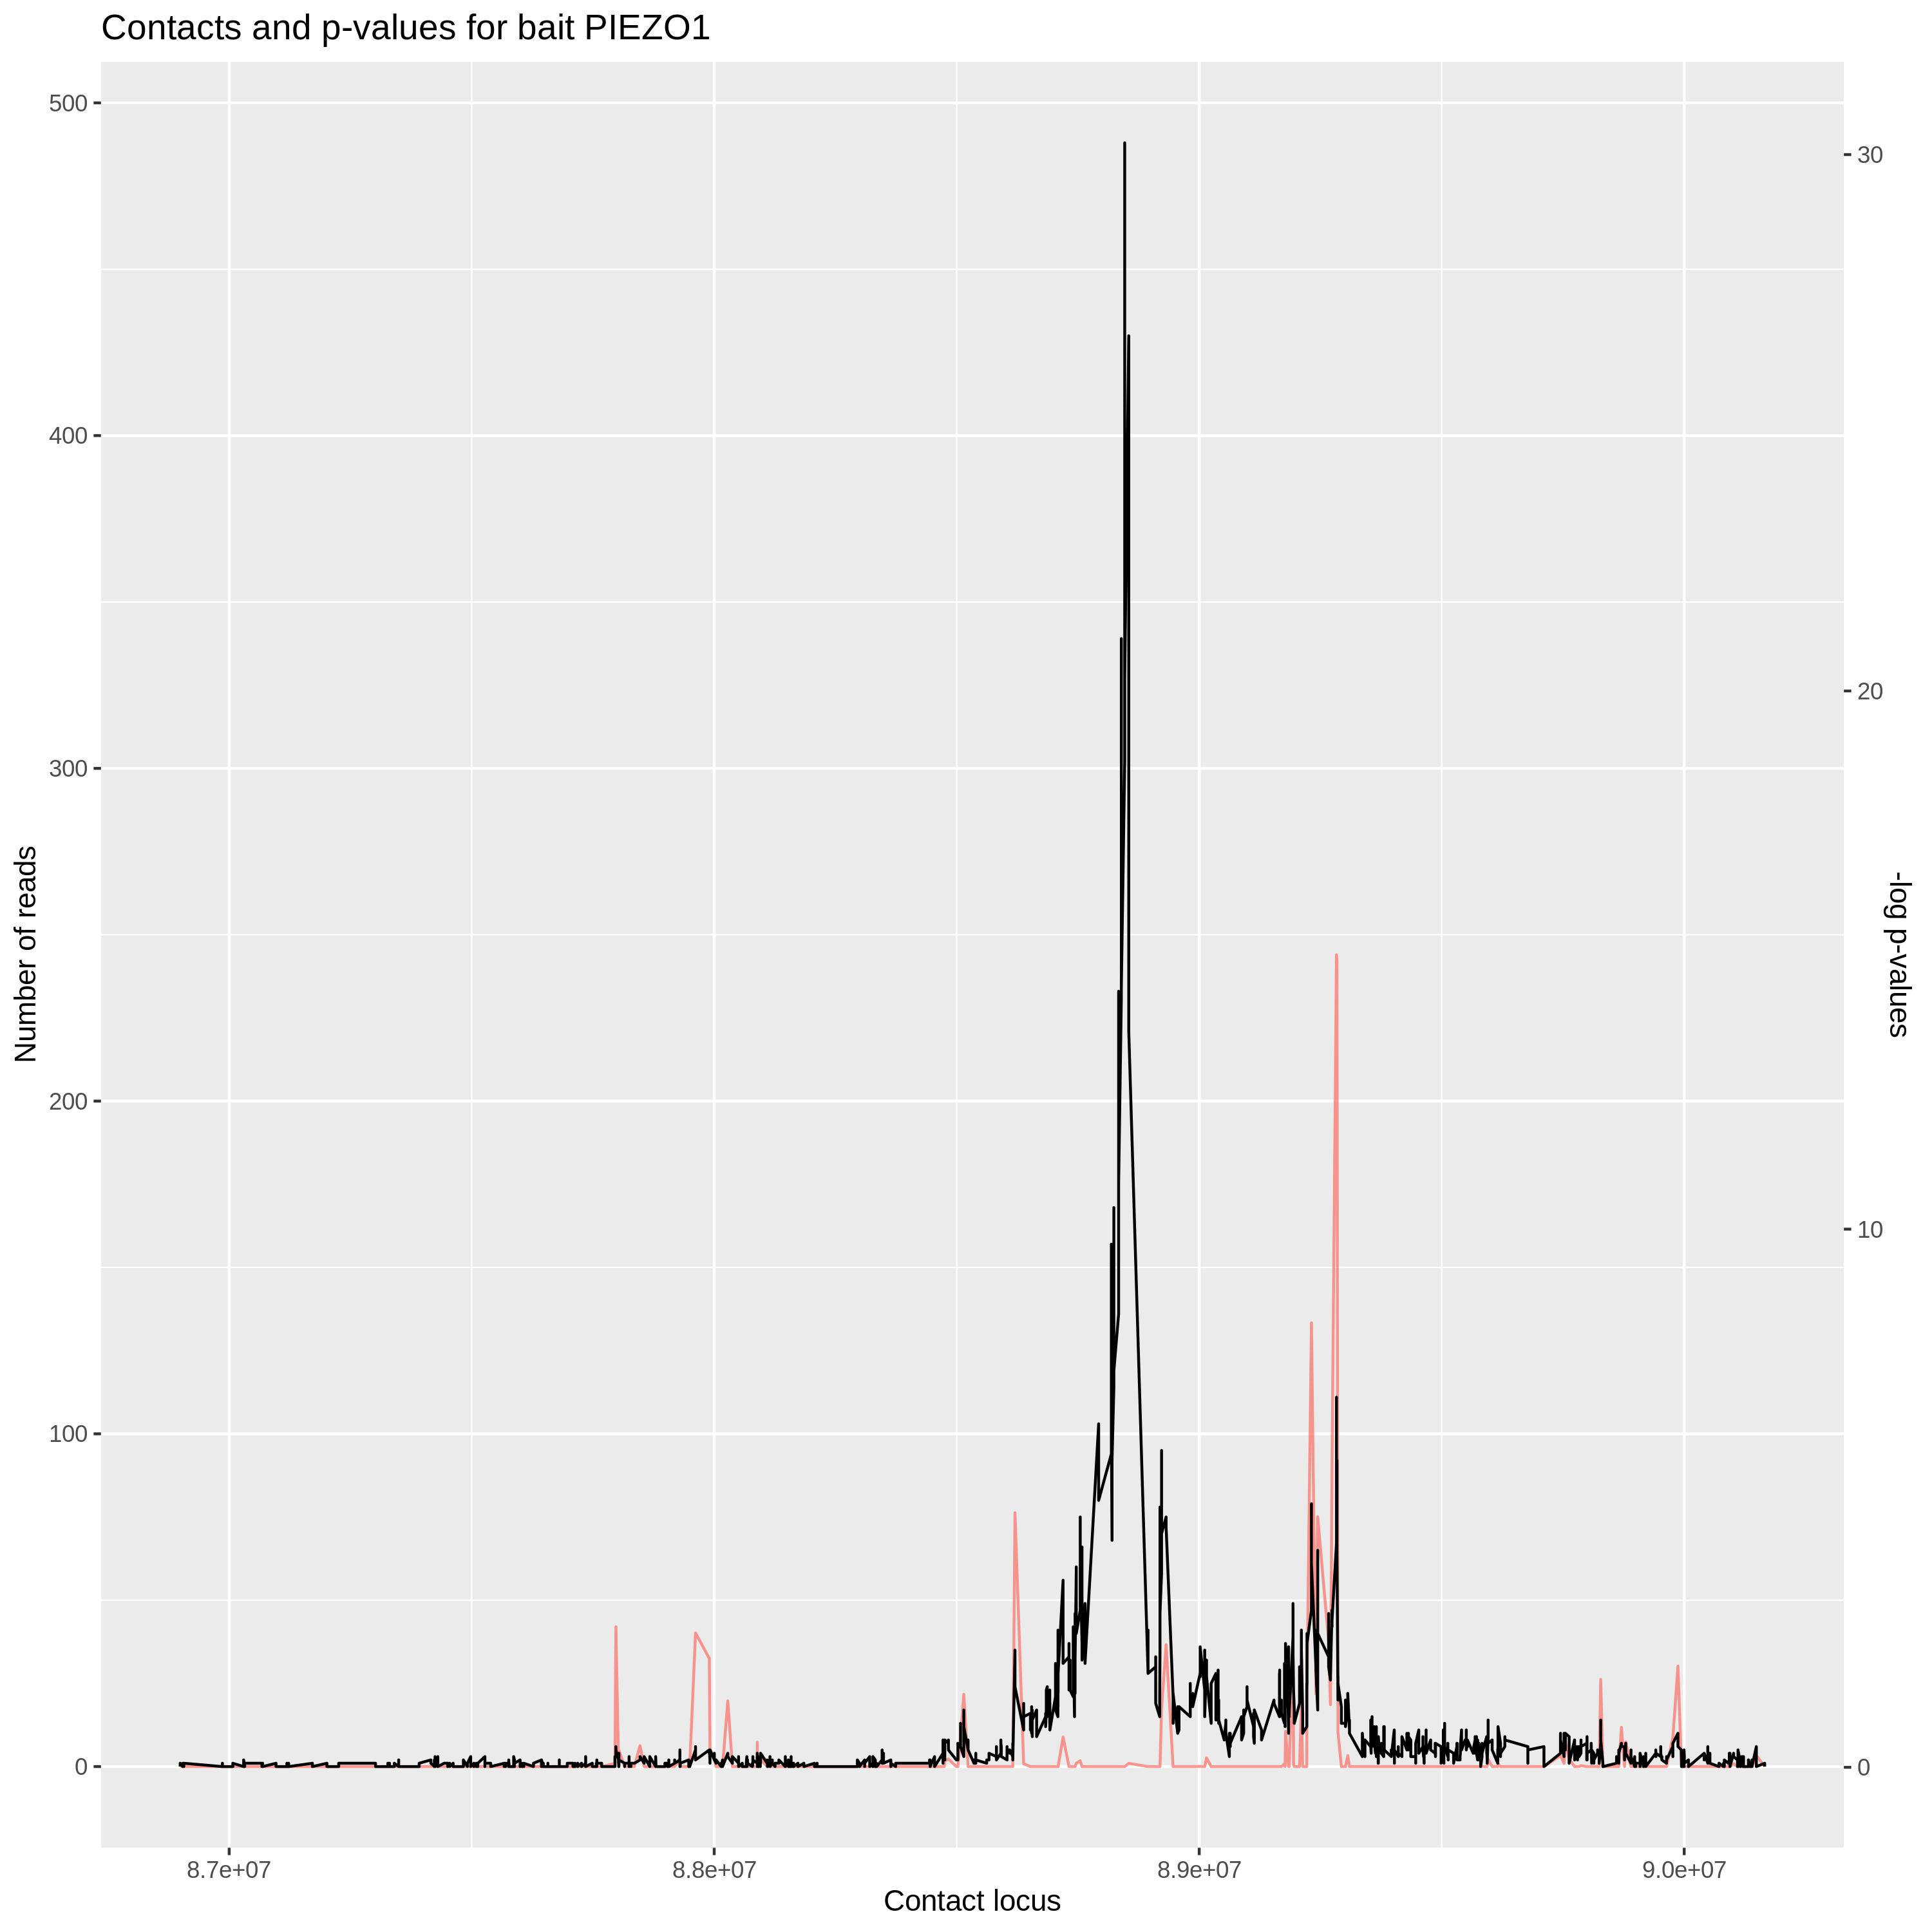 Contacts and p-values for bait PIEZO1
500
400
300
200
100
0
Number of reads
30
20
10
0
-log p-values
8.7e+07
8.8e+07
8.9e+07
9.0e+07
Contact locus